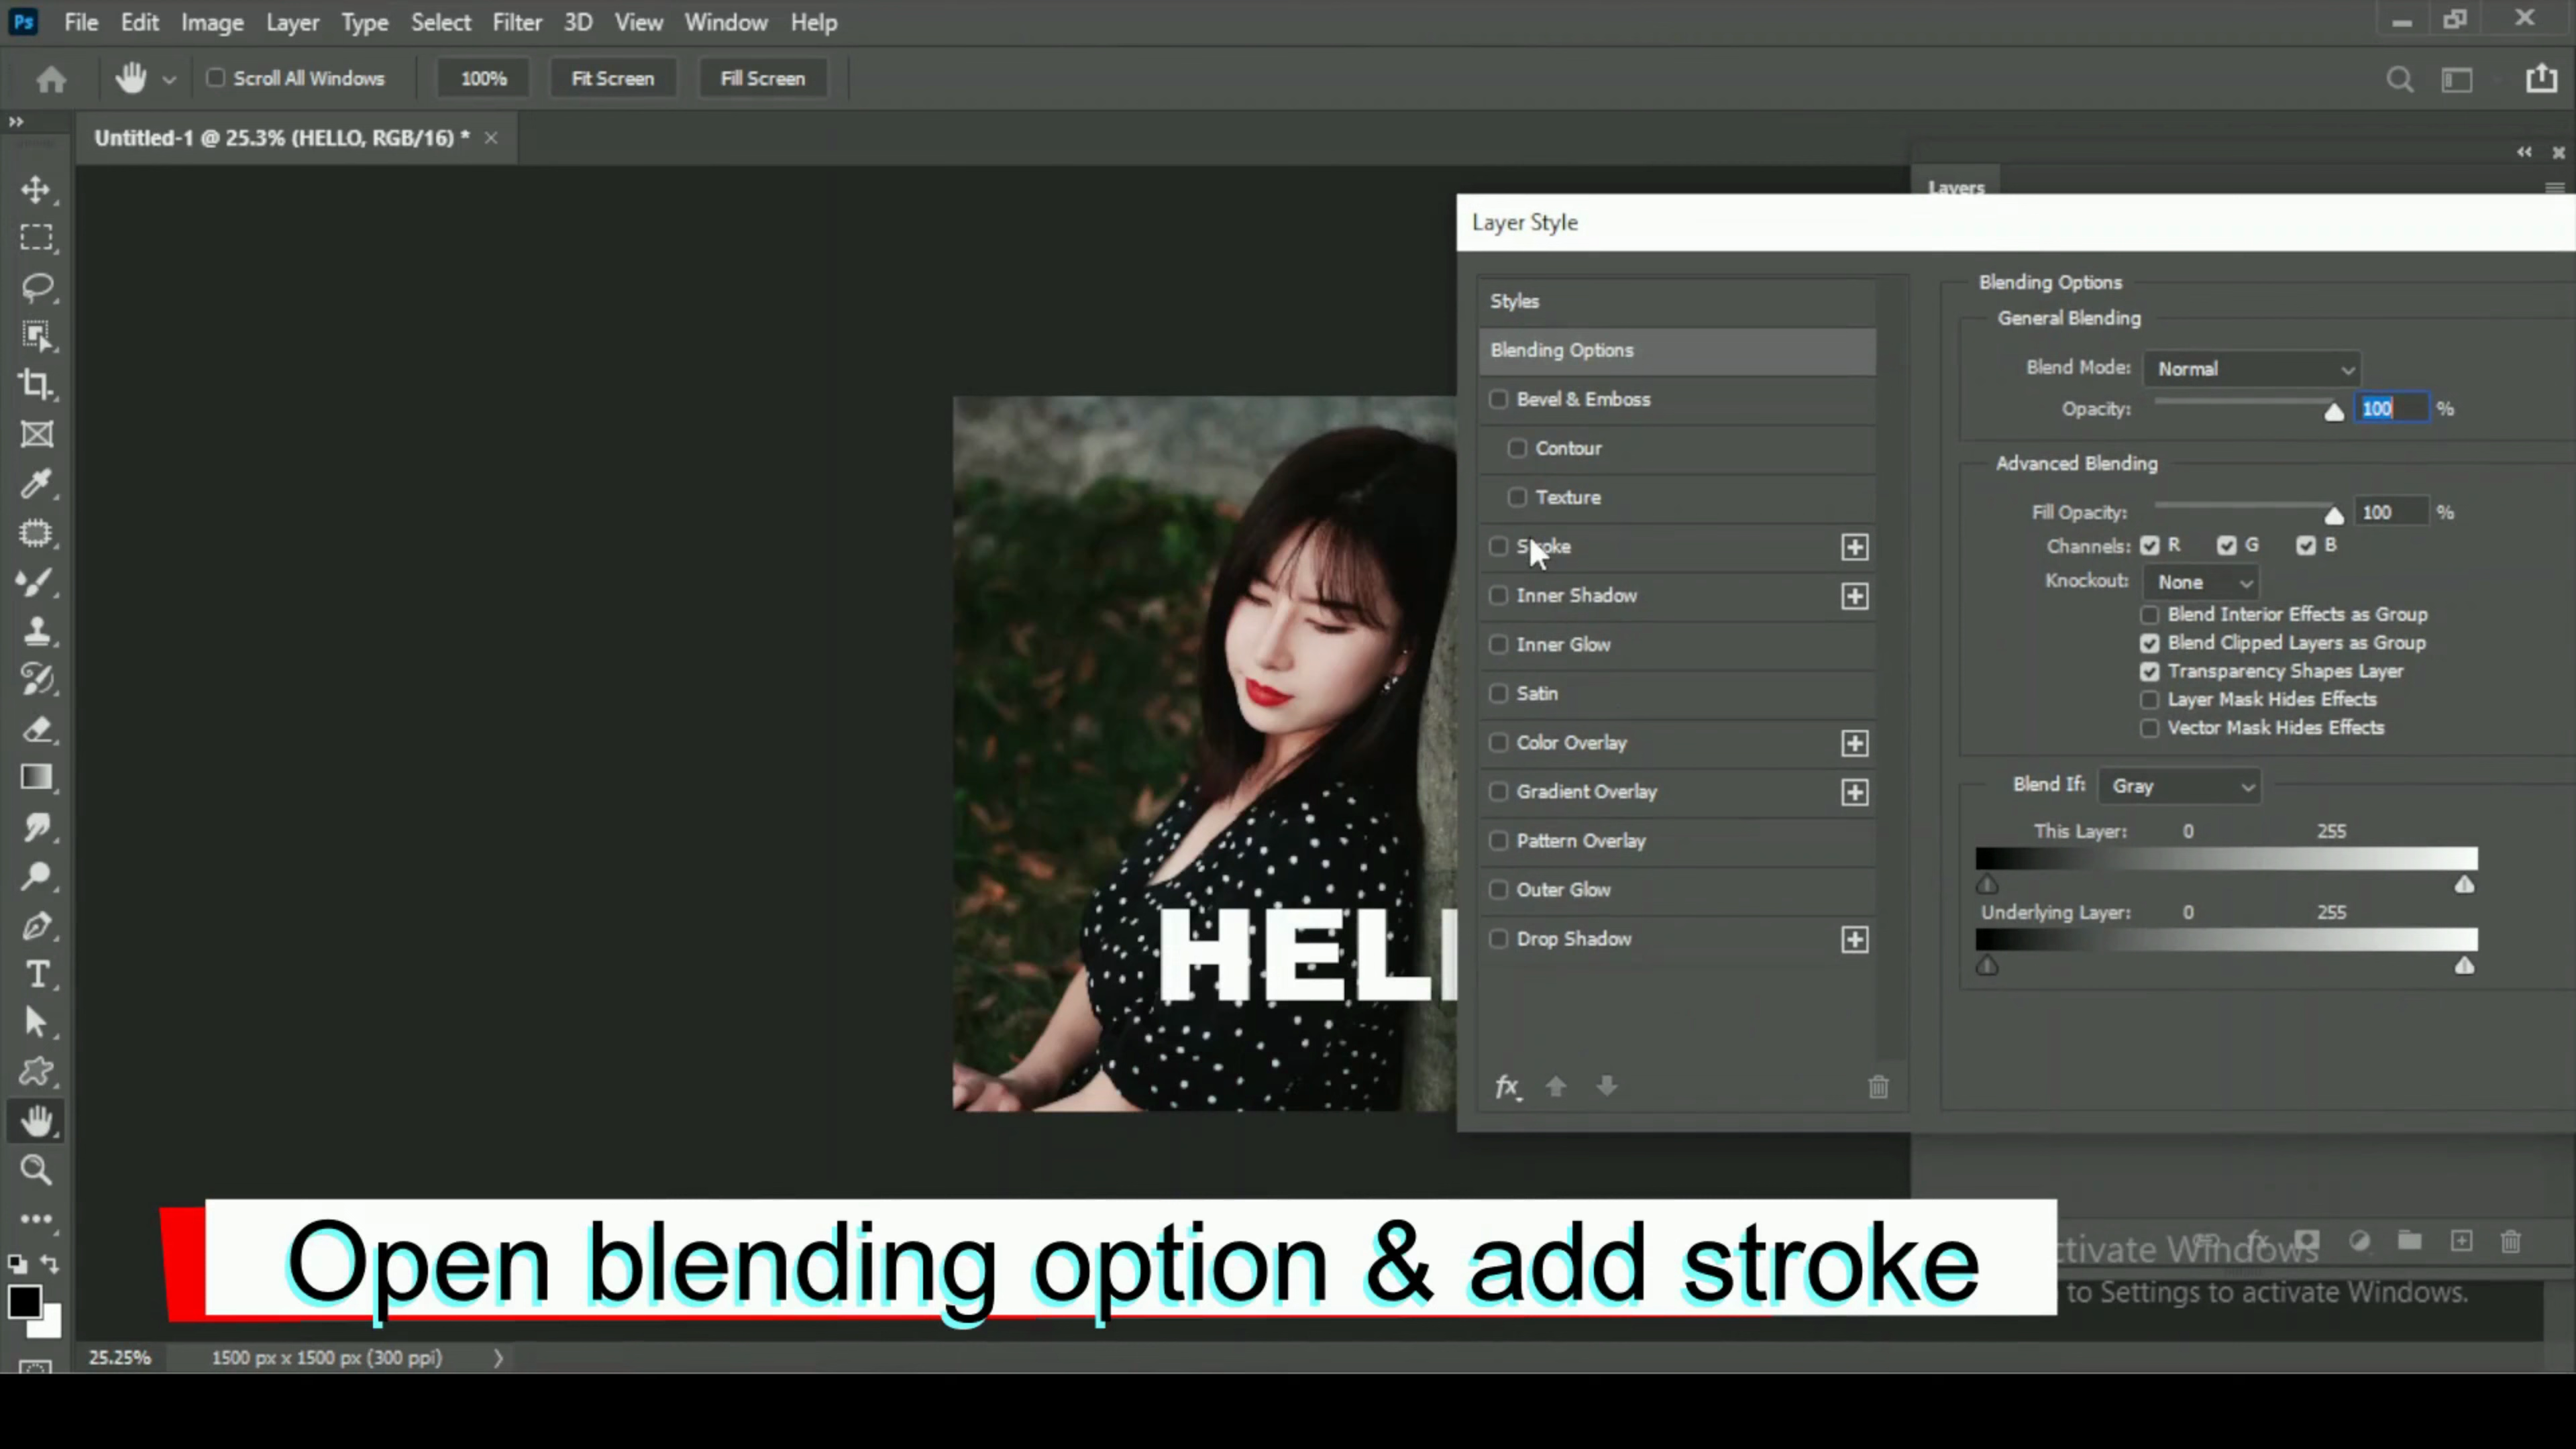 Ps File Edit Image Layer Type Select Filter 3D View Window Help
Scroll All Windows 100% Fit Screen Fill Screen
Untitled-1 @ 25.3% (HELLO, RGB/16) *
Layers
Layer Style
Styles
Blending Options
Bevel & Emboss
Contour
Texture
Stroke
Inner Shadow
Inner Glow
Satin
Color Overlay
Gradient Overlay
Pattern Overlay
Outer Glow
Drop Shadow
fx
Blending Options
General Blending
Blend Mode: Normal
Opacity: 100 %
Advanced Blending
Fill Opacity: 100 %
Channels: R G B
Knockout: None
Blend Interior Effects as Group
Blend Clipped Layers as Group
Transparency Shapes Layer
Layer Mask Hides Effects
Vector Mask Hides Effects
Blend If: Gray
This Layer: 0 255
Underlying Layer: 0 255
HELL
T
Open blending option & add stroke
ctivate Windows
fx
to Settings to activate Windows.
25.25% 1500 px x 1500 px (300 ppi)